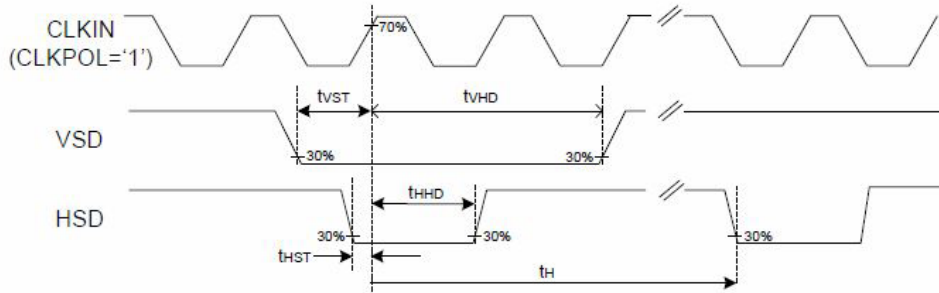 CLKIN
(CLKPOL=‘1’)
70%
tVST
tVHD
VSD
30%
30%
tHHD
HSD
30%
30%
30%
tHST
tH